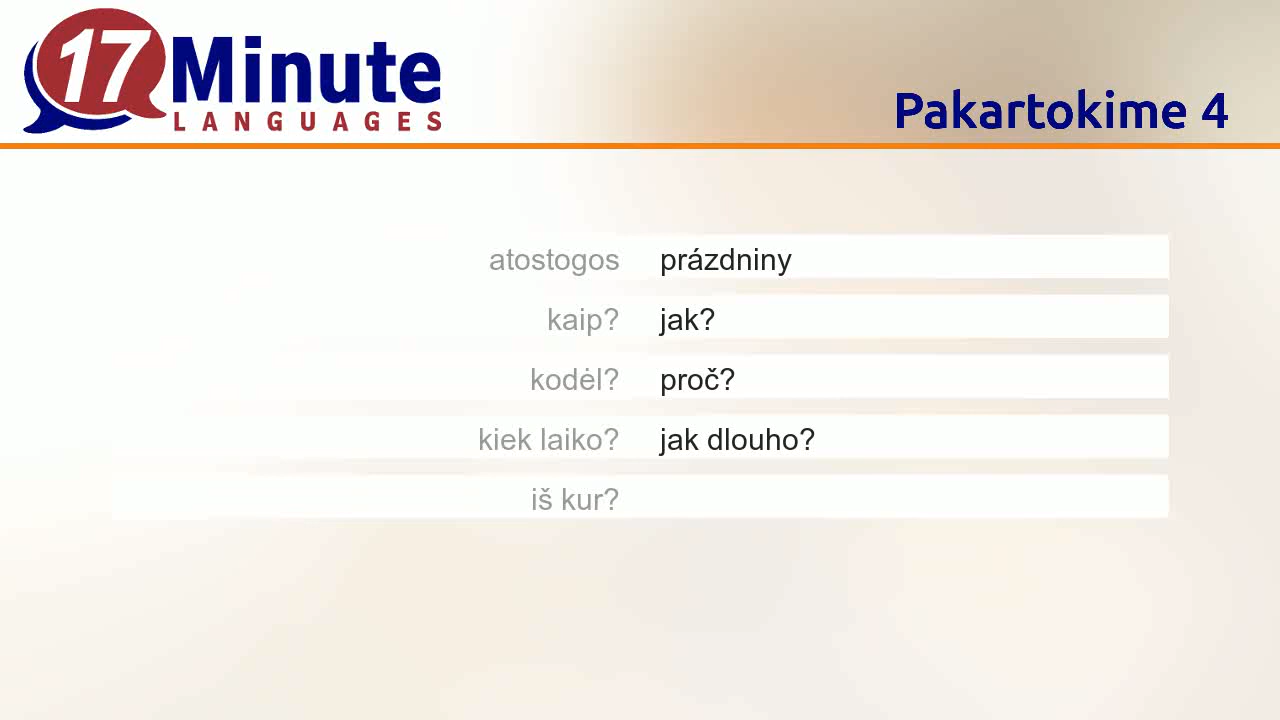 17 Minute
LANGUAGES
Pakartokime 4
atostogos prázdniny
kaip? jak?
kodėl? proč?
kiek laiko? jak dlouho?
iš kur?